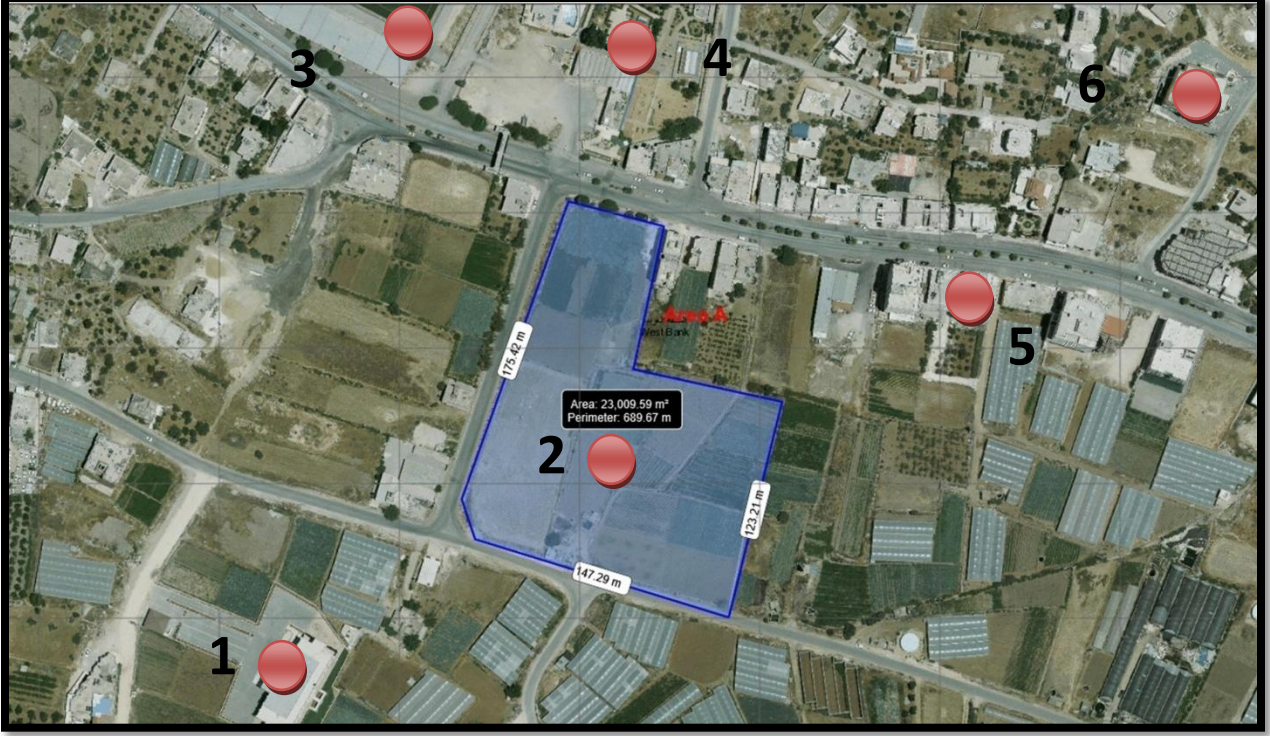 3
4
6
Area A
West Bank
175.42 m
5
Area: 23,009.59 m²
Perimeter: 689.67 m
2
123.21 m
147.29 m
1